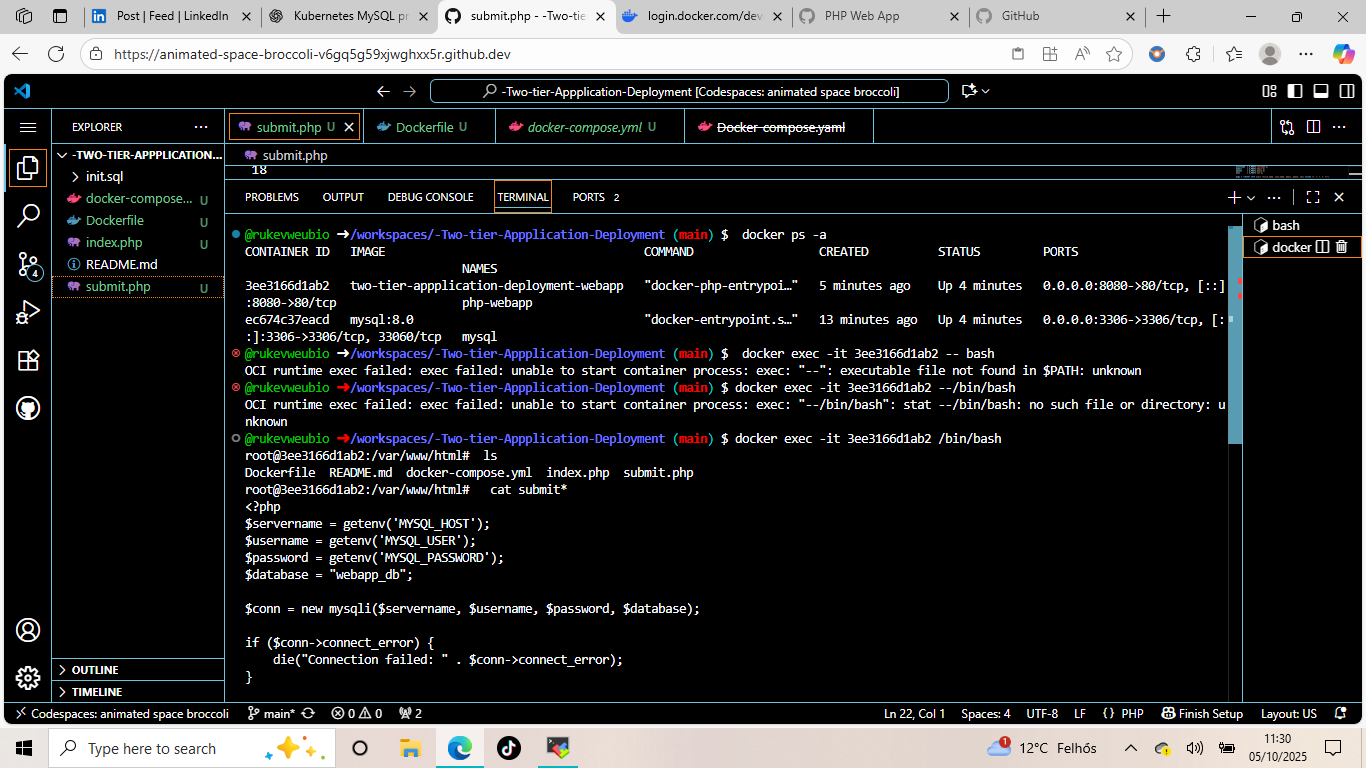 Post | Feed | LinkedIn
Kubernetes MySQL pr
submit.php - -Two-tie
login.docker.com/dev
PHP Web App
GitHub
https://animated-space-broccoli-v6gq5g59xjwghxx5r.github.dev
-Two-tier-Appplication-Deployment [Codespaces: animated space broccoli]
EXPLORER
submit.php U
Dockerfile U
docker-compose.yml U
Docker-compose.yaml
-TWO-TIER-APPPLICATION...
submit.php
init.sql
18
docker-compose... U
Dockerfile U
index.php U
README.md
submit.php U
4
PROBLEMS OUTPUT DEBUG CONSOLE TERMINAL PORTS 2
bash
docker
@rukevweubio ➜/workspaces/-Two-tier-Appplication-Deployment (main) $ docker ps -a
CONTAINER ID IMAGE COMMAND CREATED STATUS PORTS
NAMES
3ee3166d1ab2 two-tier-appplication-deployment-webapp "docker-php-entrypoi…" 5 minutes ago Up 4 minutes 0.0.0.0:8080->80/tcp, [::]
:8080->80/tcp php-webapp
ec674c37eacd mysql:8.0 "docker-entrypoint.s…" 13 minutes ago Up 4 minutes 0.0.0.0:3306->3306/tcp, [:
:]:3306->3306/tcp, 33060/tcp mysql
@rukevweubio ➜/workspaces/-Two-tier-Appplication-Deployment (main) $ docker exec -it 3ee3166d1ab2 -- bash
OCI runtime exec failed: exec failed: unable to start container process: exec: "--": executable file not found in $PATH: unknown
@rukevweubio ➜/workspaces/-Two-tier-Appplication-Deployment (main) $ docker exec -it 3ee3166d1ab2 --/bin/bash
OCI runtime exec failed: exec failed: unable to start container process: exec: "--/bin/bash": stat --/bin/bash: no such file or directory: u
nknown
@rukevweubio ➜/workspaces/-Two-tier-Appplication-Deployment (main) $ docker exec -it 3ee3166d1ab2 /bin/bash
root@3ee3166d1ab2:/var/www/html# ls
Dockerfile README.md docker-compose.yml index.php submit.php
root@3ee3166d1ab2:/var/www/html# cat submit*
<?php
$servername = getenv('MYSQL_HOST');
$username = getenv('MYSQL_USER');
$password = getenv('MYSQL_PASSWORD');
$database = "webapp_db";
$conn = new mysqli($servername, $username, $password, $database);
if ($conn->connect_error) {
die("Connection failed: " . $conn->connect_error);
}
OUTLINE
TIMELINE
Codespaces: animated space broccoli main* 0 0 2 Ln 22, Col 1 Spaces: 4 UTF-8 LF {} PHP Finish Setup Layout: US
Type here to search
1
12°C Felhős
11:30
05/10/2025